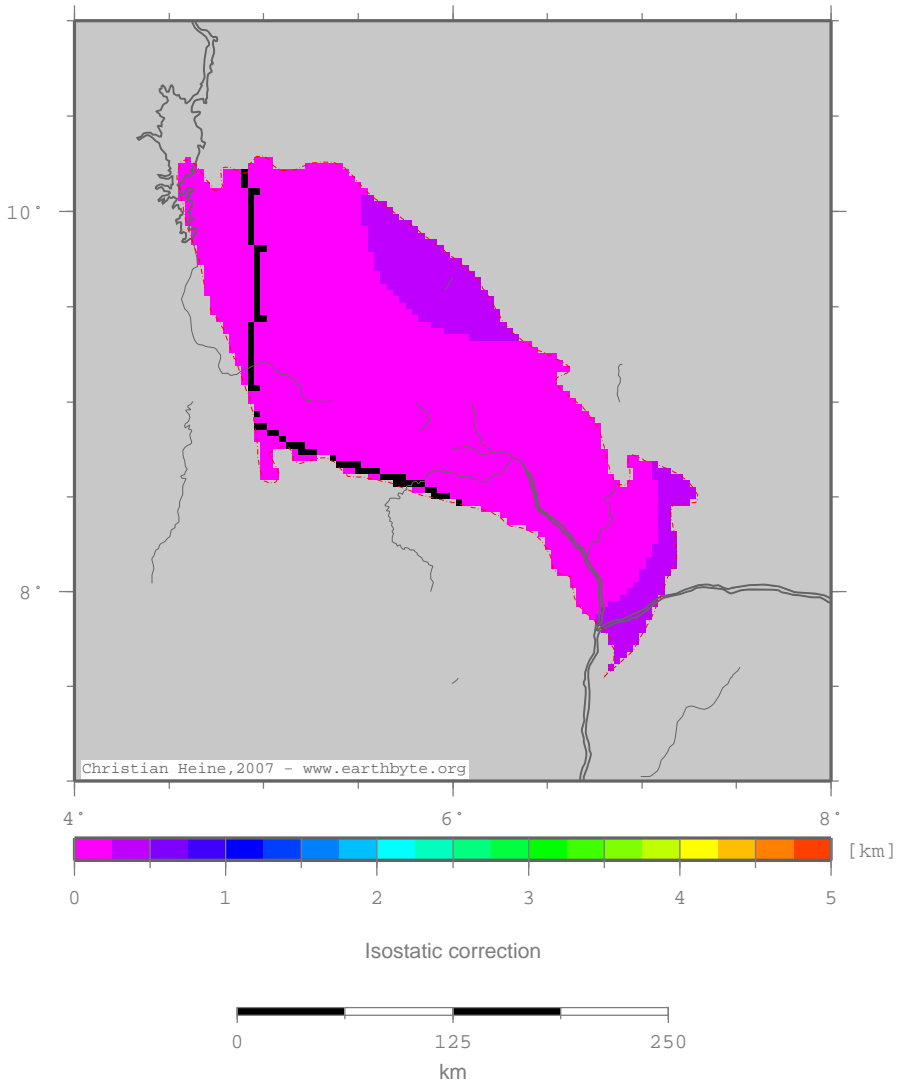 10°
8°
Christian Heine,2007 - www.earthbyte.org
4° 6° 8°
[km]
0 1 2 3 4 5
Isostatic correction
0 125 250
km